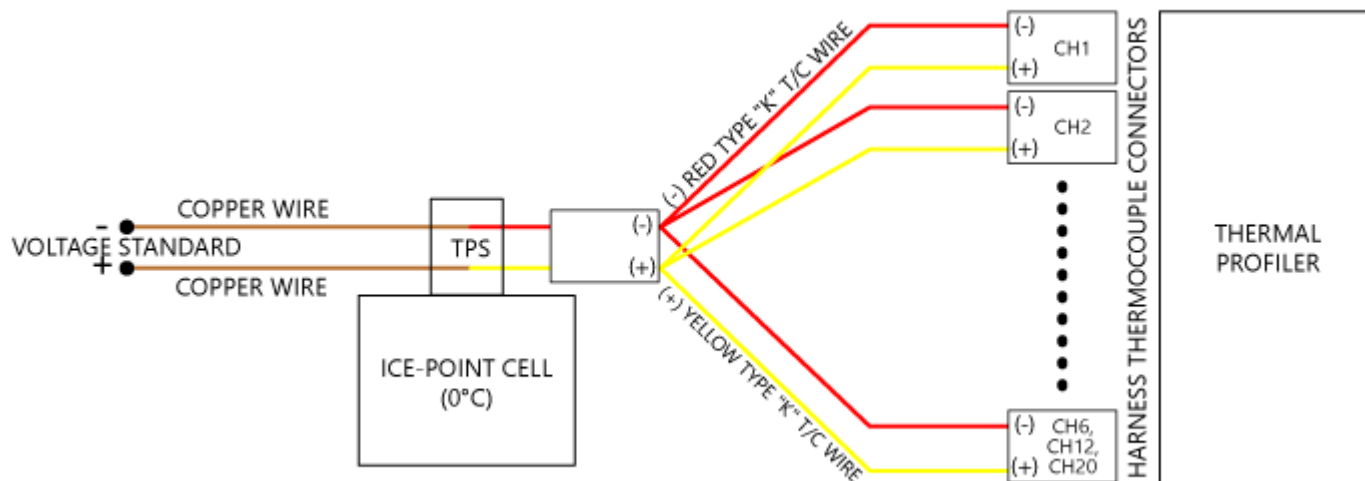 (-) RED TYPE "K" T/C WIRE
(-)
CH1
(+)
(-)
CH2
(+)
HARNESS THERMOCOUPLE CONNECTORS
THERMAL
PROFILER
COPPER WIRE
-
VOLTAGE STANDARD
+
COPPER WIRE
TPS
(-)
(+)
ICE-POINT CELL
(0°C)
(+) YELLOW TYPE "K" T/C WIRE
(-)
CH6,
CH12,
(+)
CH20